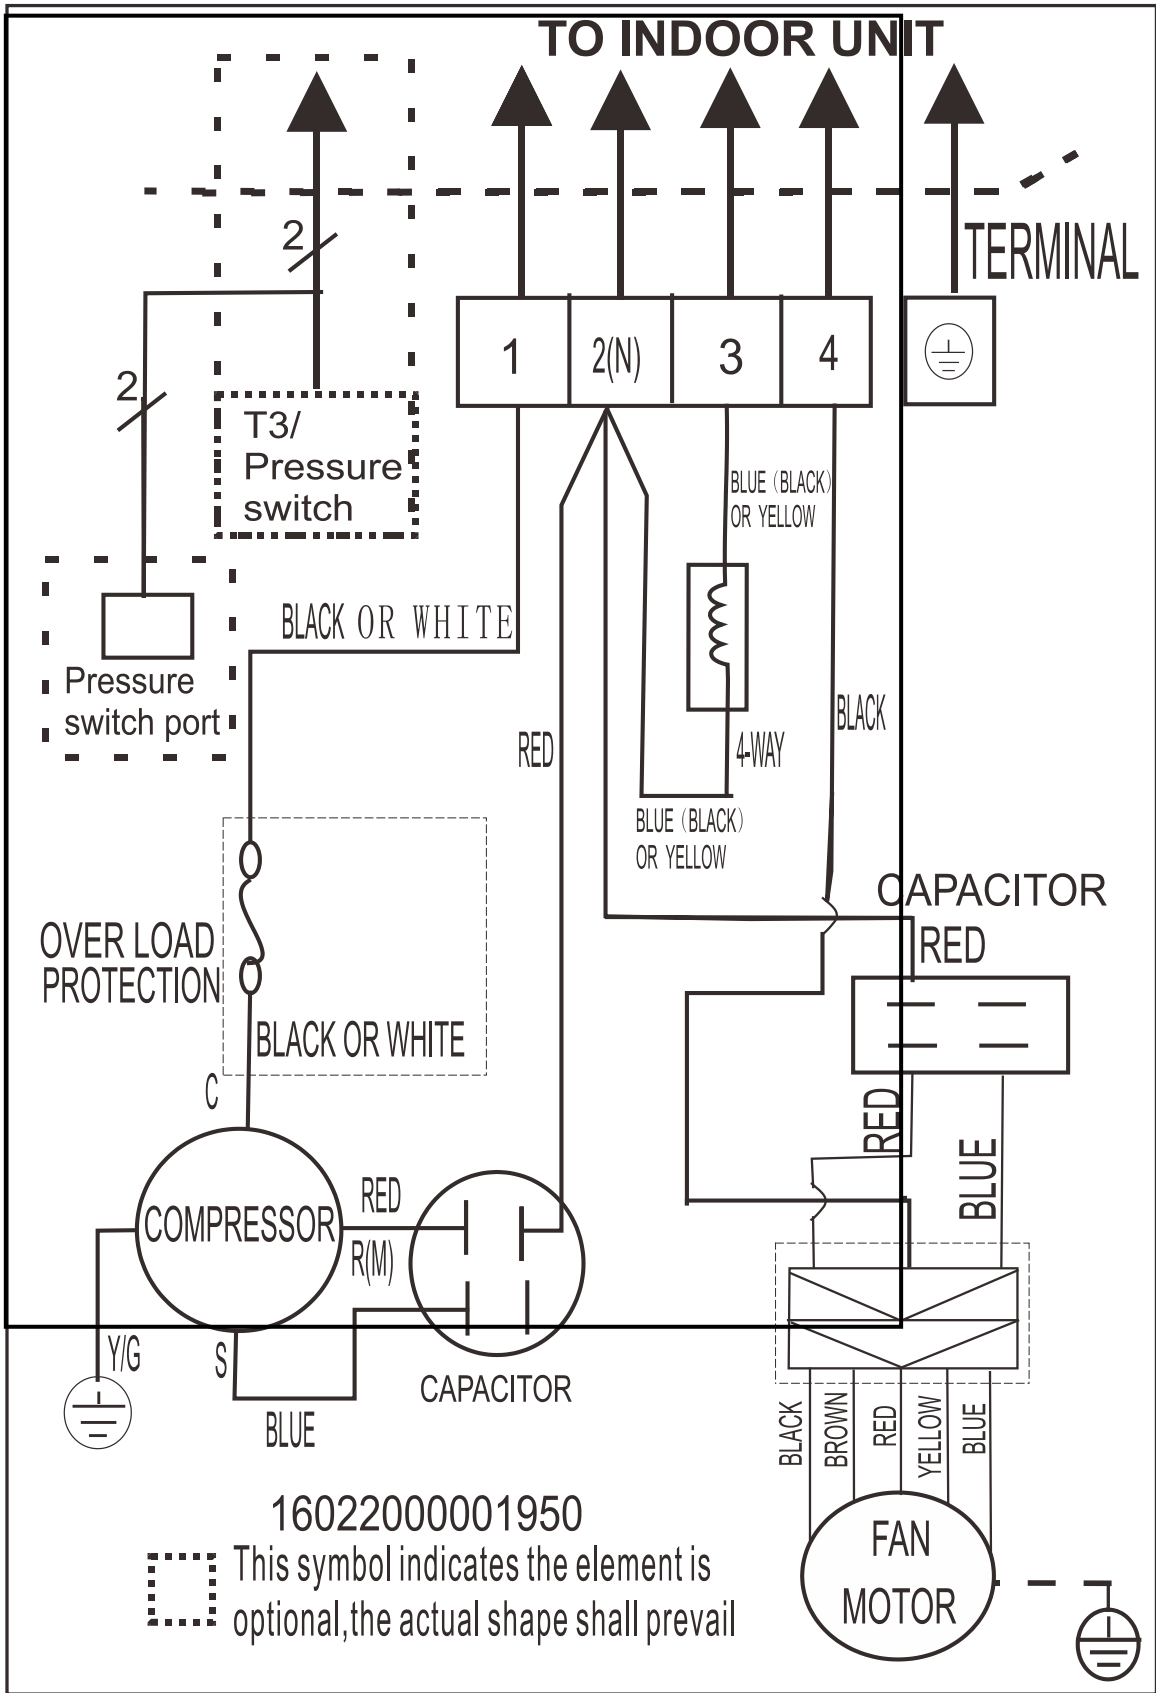 TO INDOOR UNIT
2
TERMINAL
2
1
2(N)
3
4
T3/
Pressure
switch
BLUE (BLACK)
OR YELLOW
BLACK OR WHITE
Pressure
switch port
RED
4-WAY
BLACK
BLUE (BLACK)
OR YELLOW
CAPACITOR
RED
OVER LOAD
PROTECTION
BLACK OR WHITE
C
RED
BLUE
COMPRESSOR
RED
R(M)
Y/G
S
CAPACITOR
BLUE
BLACK
BROWN
RED
YELLOW
BLUE
16022000001950
FAN
MOTOR
This symbol indicates the element is
optional,the actual shape shall prevail